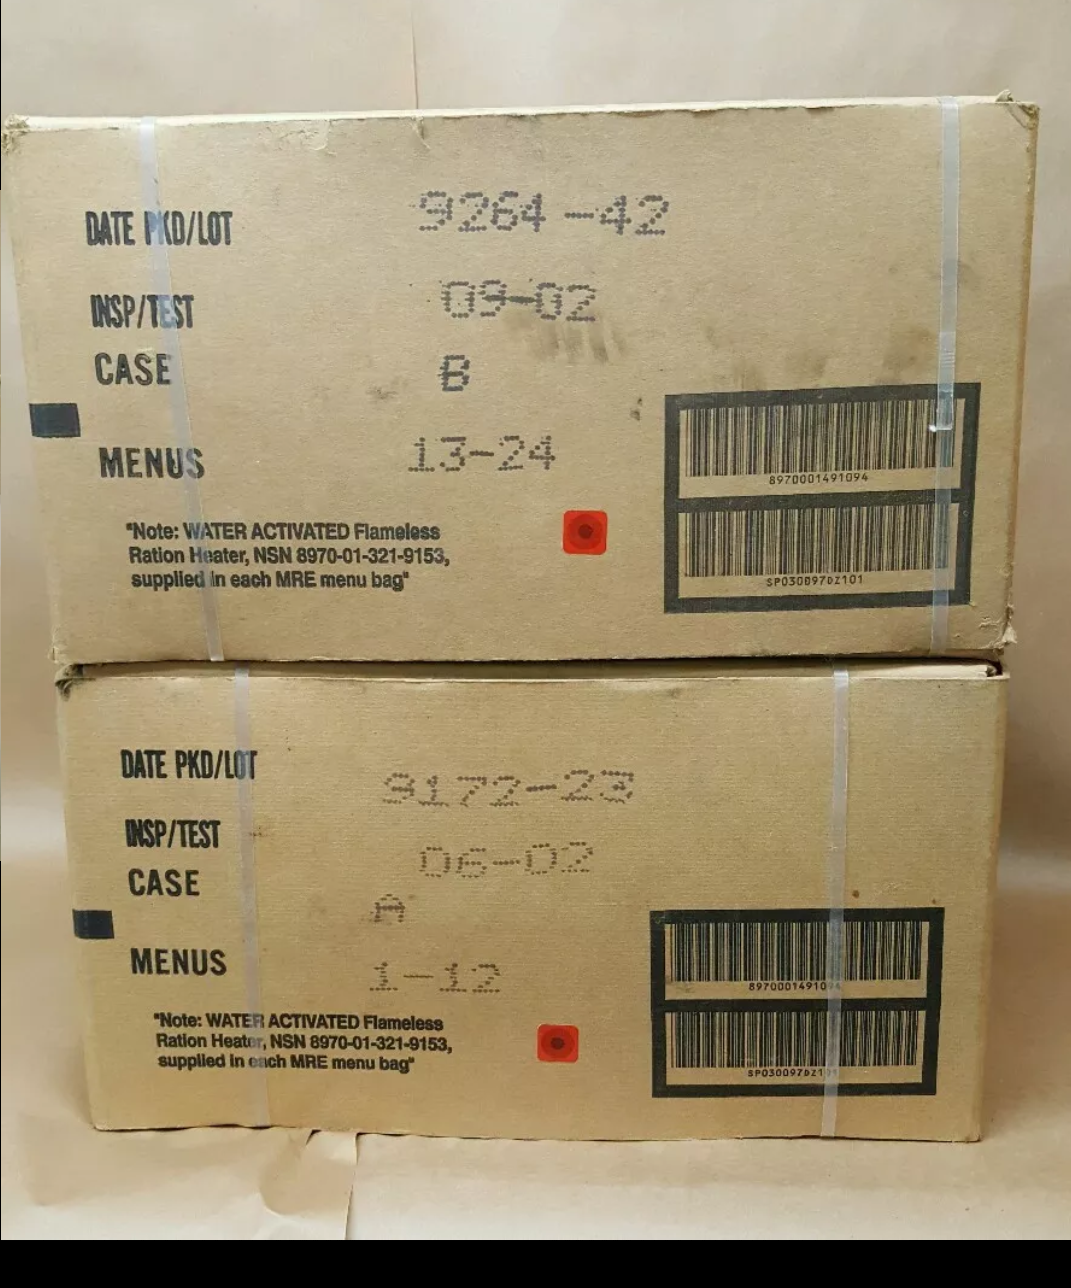 DATE PKD/LOT 9264-42
INSP/TEST 09-02
CASE B
MENUS 13-24
"Note: WATER ACTIVATED Flameless
Ration Heater, NSN 8970-01-321-9153,
supplied in each MRE menu bag"
8970001491094
SP030097DZ101
DATE PKD/LOT 9172-23
INSP/TEST 06-02
CASE A
MENUS 1-12
"Note: WATER ACTIVATED Flameless
Ration Heater, NSN 8970-01-321-9153,
supplied in each MRE menu bag"
8970001491094
SP030097DZ101